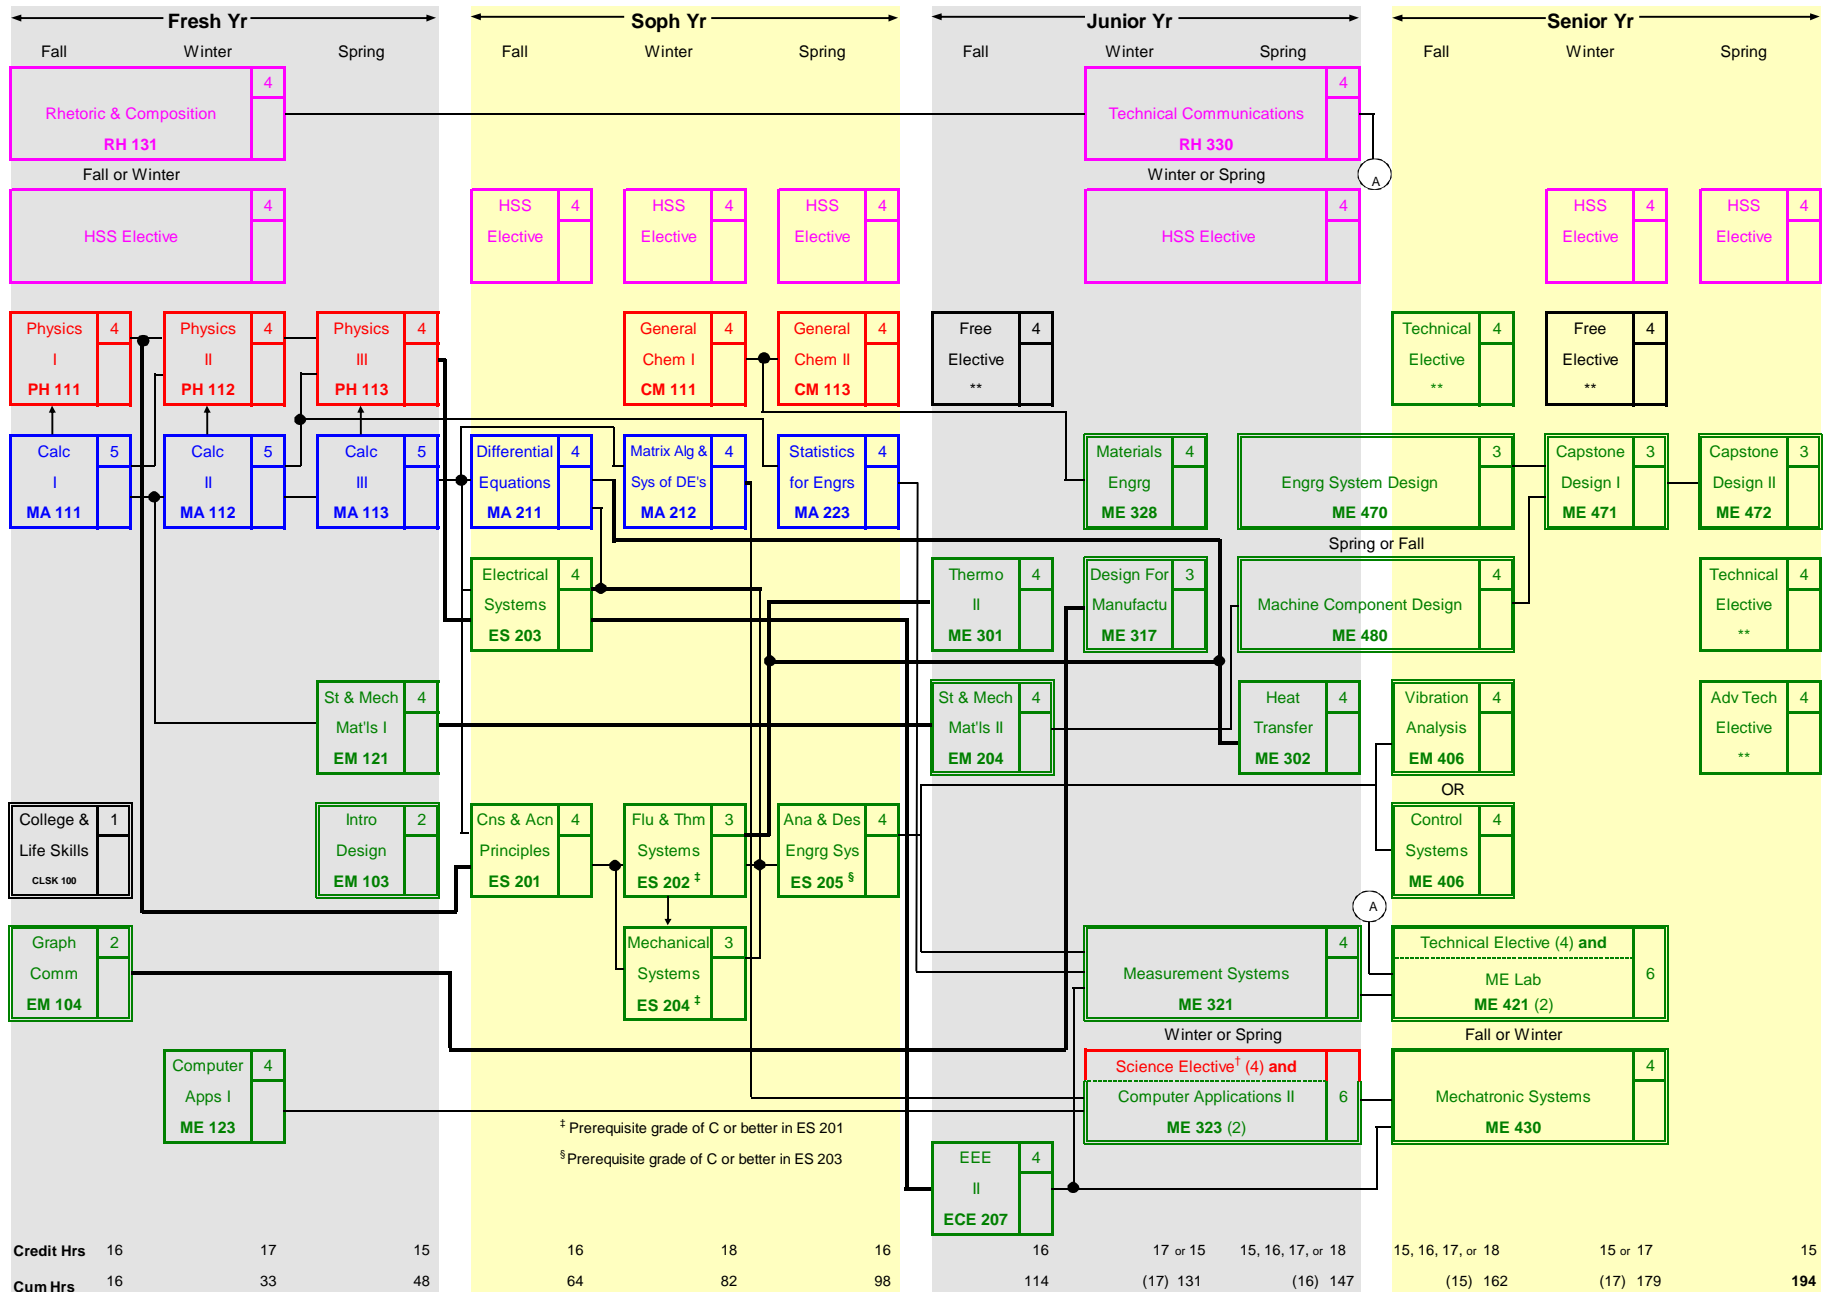 Fresh Yr Soph Yr Junior Yr Senior Yr
Fall Winter Spring Fall Winter Spring Fall Winter Spring Fall Winter Spring
4
Rhetoric & Composition
RH 131
4
Technical Communications
RH 330
Fall or Winter
Winter or Spring
A
4
HSS Elective
HSS 4
Elective
HSS 4
Elective
HSS 4
Elective
4
HSS Elective
HSS 4
Elective
HSS 4
Elective
Physics 4
I
PH 111
Physics 4
II
PH 112
Physics 4
III
PH 113
General 4
Chem I
CM 111
General 4
Chem II
CM 113
Free 4
Elective
**
Technical 4
Elective
**
Free 4
Elective
**
Calc 5
I
MA 111
Calc 5
II
MA 112
Calc 5
III
MA 113
Differential 4
Equations
MA 211
Matrix Alg & 4
Sys of DE's
MA 212
Statistics 4
for Engrs
MA 223
Materials 4
Engrg
ME 328
3
Engrg System Design
ME 470
Capstone 3
Design I
ME 471
Capstone 3
Design II
ME 472
Spring or Fall
Electrical 4
Systems
ES 203
Thermo 4
II
ME 301
Design For 3
Manufactu
ME 317
4
Machine Component Design
ME 480
Technical 4
Elective
**
St & Mech 4
Mat'ls I
EM 121
St & Mech 4
Mat'ls II
EM 204
Heat 4
Transfer
ME 302
Vibration 4
Analysis
EM 406
Adv Tech 4
Elective
**
OR
College & 1
Life Skills
CLSK 100
Intro 2
Design
EM 103
Cns & Acn 4
Principles
ES 201
Flu & Thm 3
Systems
ES 202 ‡
Ana & Des 4
Engrg Sys
ES 205 §
Control 4
Systems
ME 406
A
Graph 2
Comm
EM 104
Mechanical 3
Systems
ES 204 ‡
4
Measurement Systems
ME 321
Technical Elective (4) and
ME Lab 6
ME 421 (2)
Winter or Spring
Fall or Winter
Computer 4
Apps I
ME 123
Science Elective† (4) and
Computer Applications II 6
ME 323 (2)
4
Mechatronic Systems
ME 430
‡ Prerequisite grade of C or better in ES 201
§ Prerequisite grade of C or better in ES 203
EEE 4
II
ECE 207
Credit Hrs 16 17 15 16 18 16 16 17 or 15 15, 16, 17, or 18 15, 16, 17, or 18 15 or 17 15
Cum Hrs 16 33 48 64 82 98 114 (17) 131 (16) 147 (15) 162 (17) 179 194